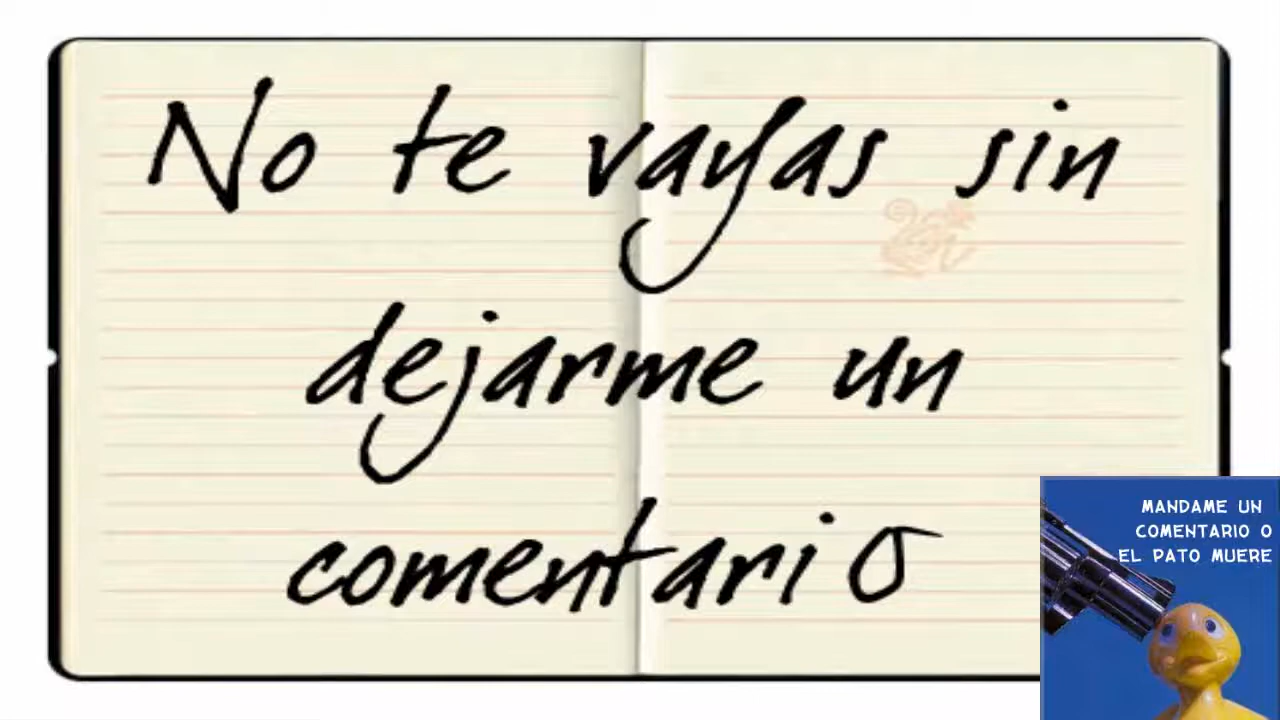 No te vayas sin
dejarme un
comentario
MANDAME UN
COMENTARIO O
EL PATO MUERE